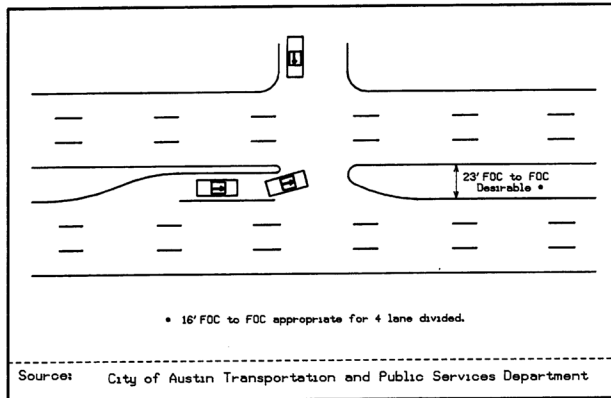 23' FOC to FOC
Desirable •
• 16' FOC to FOC appropriate for 4 lane divided.
Source: City of Austin Transportation and Public Services Department